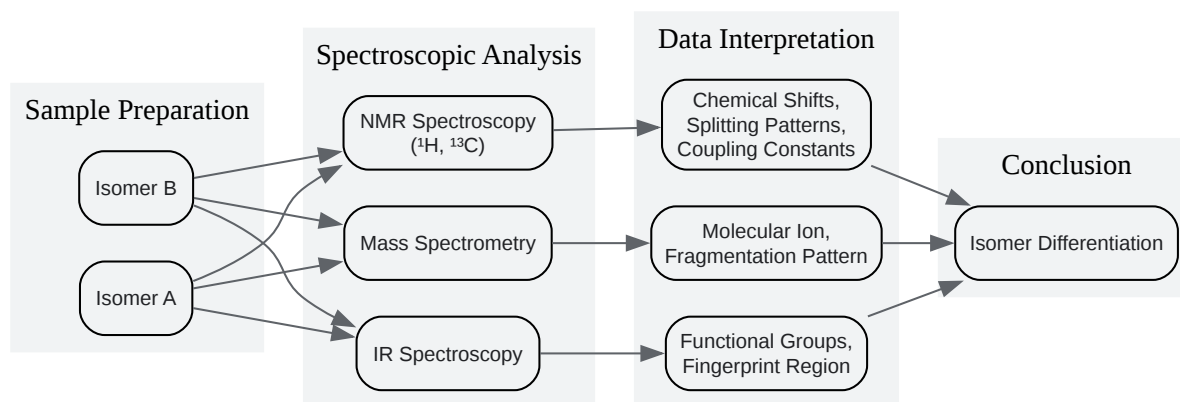 Sample Preparation
Isomer B
Isomer A
Spectroscopic Analysis
NMR Spectroscopy
(¹H, ¹³C)
Mass Spectrometry
IR Spectroscopy
Data Interpretation
Chemical Shifts,
Splitting Patterns,
Coupling Constants
Molecular Ion,
Fragmentation Pattern
Functional Groups,
Fingerprint Region
Conclusion
Isomer Differentiation